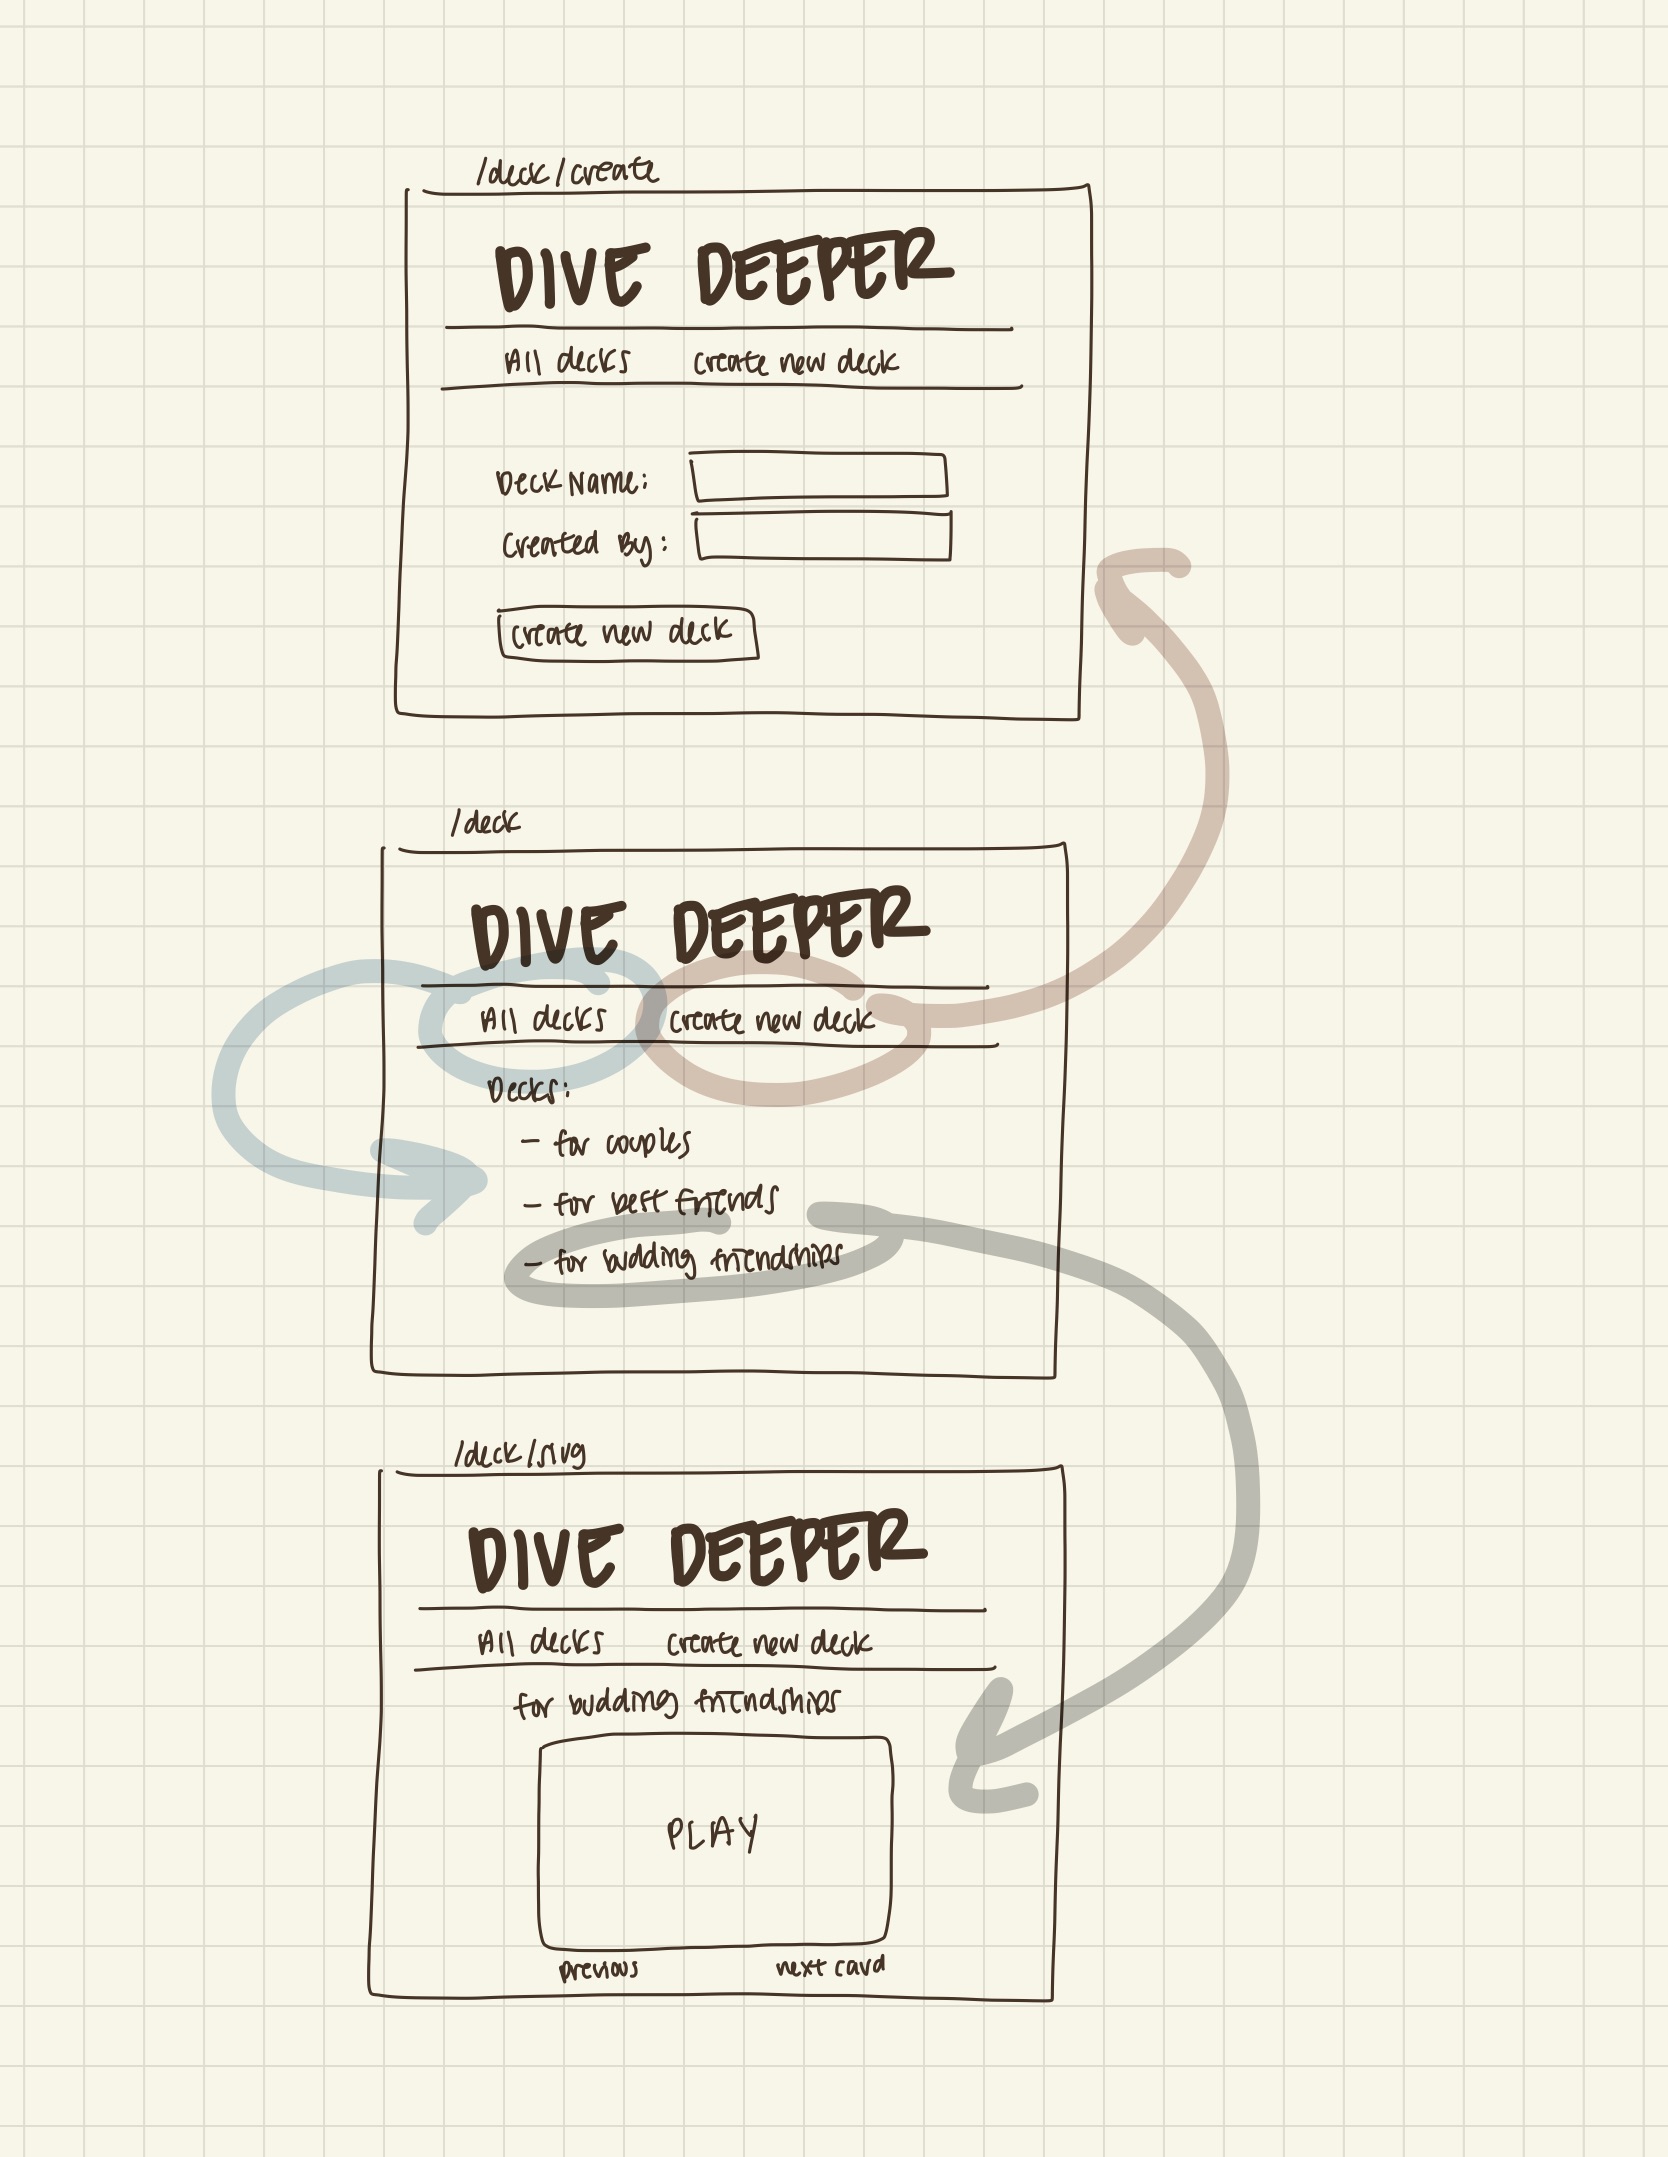 /deck/create
DIVE DEEPER
All decks create new deck
Deck Name:
Created By:
create new deck
/deck
DIVE DEEPER
All decks create new deck
Decks:
- for couples
- for best friends
- for budding friendships
/deck/slug
DIVE DEEPER
All decks create new deck
for budding friendships
PLAY
previous next card